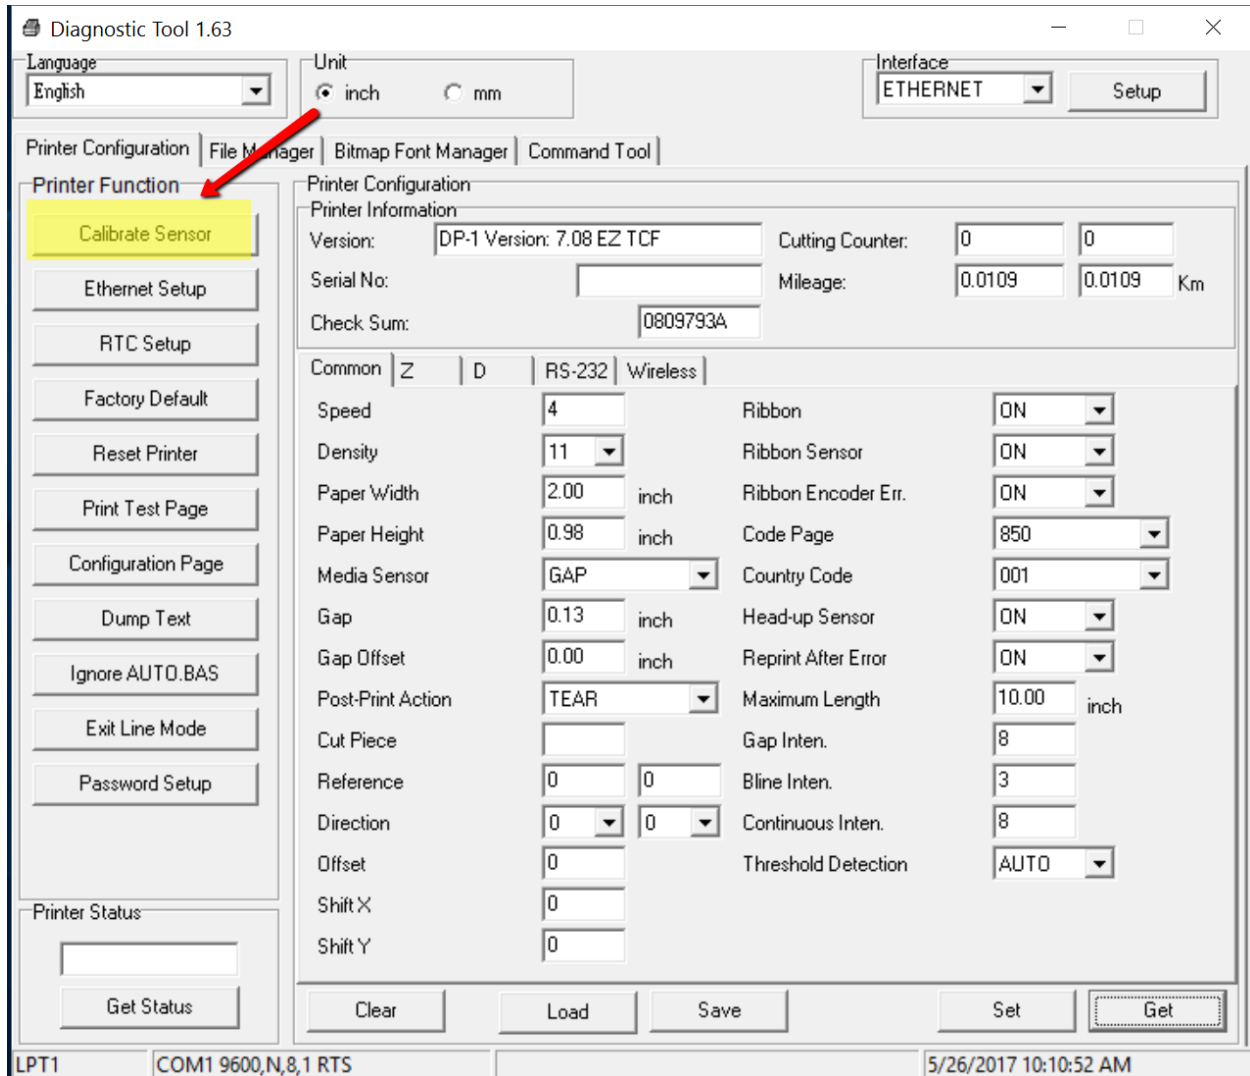 Diagnostic Tool 1.63
Language
English
Unit
inch
mm
Interface
ETHERNET
Setup
Printer Configuration
File Manager
Bitmap Font Manager
Command Tool
Printer Function
Calibrate Sensor
Ethernet Setup
RTC Setup
Factory Default
Reset Printer
Print Test Page
Configuration Page
Dump Text
Ignore AUTO.BAS
Exit Line Mode
Password Setup
Printer Status
Get Status
Printer Configuration
Printer Information
Version: DP-1 Version: 7.08 EZ TCF
Cutting Counter: 0 0
Serial No:
Mileage: 0.0109 0.0109 Km
Check Sum: 0809793A
Common Z D RS-232 Wireless
Speed 4
Density 11
Paper Width 2.00 inch
Paper Height 0.98 inch
Media Sensor GAP
Gap 0.13 inch
Gap Offset 0.00 inch
Post-Print Action TEAR
Cut Piece
Reference 0 0
Direction 0 0
Offset 0
Shift X 0
Shift Y 0
Ribbon ON
Ribbon Sensor ON
Ribbon Encoder Err. ON
Code Page 850
Country Code 001
Head-up Sensor ON
Reprint After Error ON
Maximum Length 10.00 inch
Gap Inten. 8
Bline Inten. 3
Continuous Inten. 8
Threshold Detection AUTO
Clear
Load
Save
Set
Get
LPT1
COM1 9600,N,8,1 RTS
5/26/2017 10:10:52 AM